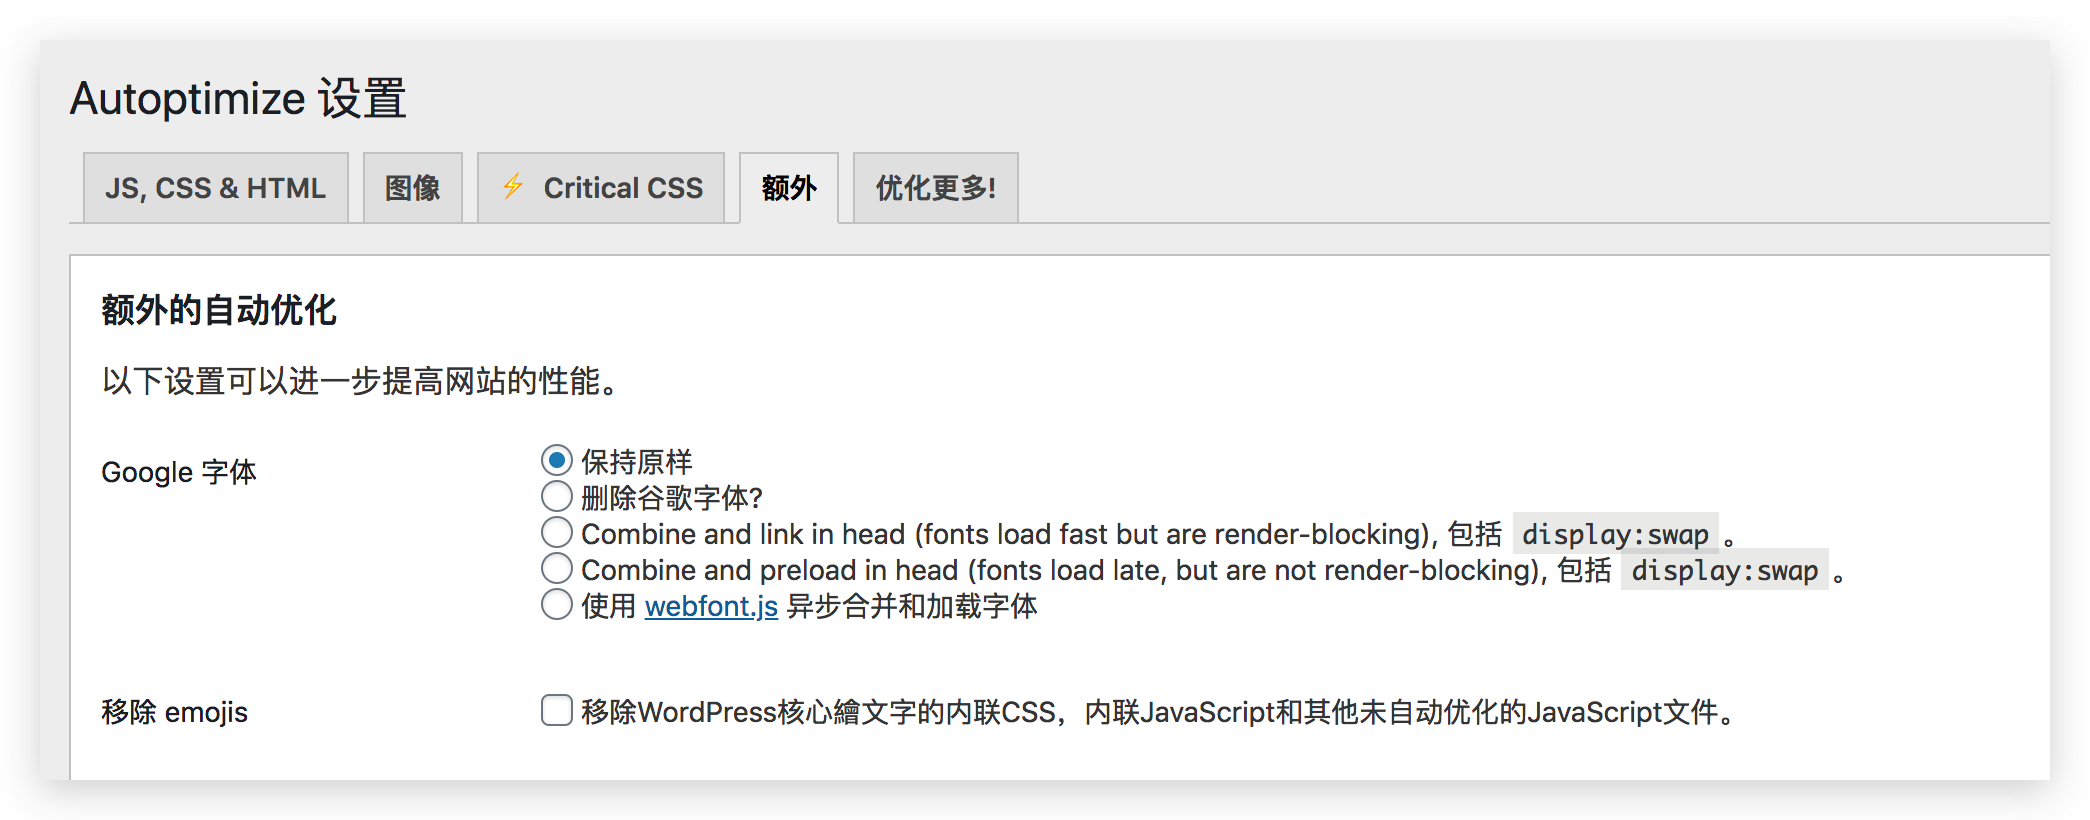 Autoptimize 设置
JS, CSS & HTML 图像 ⚡ Critical CSS 额外 优化更多!
额外的自动优化
以下设置可以进一步提高网站的性能。
Google 字体
保持原样
删除谷歌字体?
Combine and link in head (fonts load fast but are render-blocking), 包括 display:swap 。
Combine and preload in head (fonts load late, but are not render-blocking), 包括 display:swap 。
使用 webfont.js 异步合并和加载字体
移除 emojis
移除WordPress核心繪文字的内联CSS，内联JavaScript和其他未自动优化的JavaScript文件。